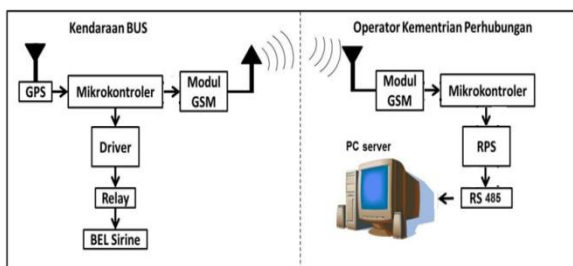 Kendaraan BUS
GPS
Mikrokontroler
Modul
GSM
Driver
Relay
BEL Sirine
Operator Kementrian Perhubungan
Modul
GSM
Mikrokontroler
RPS
RS 485
PC server